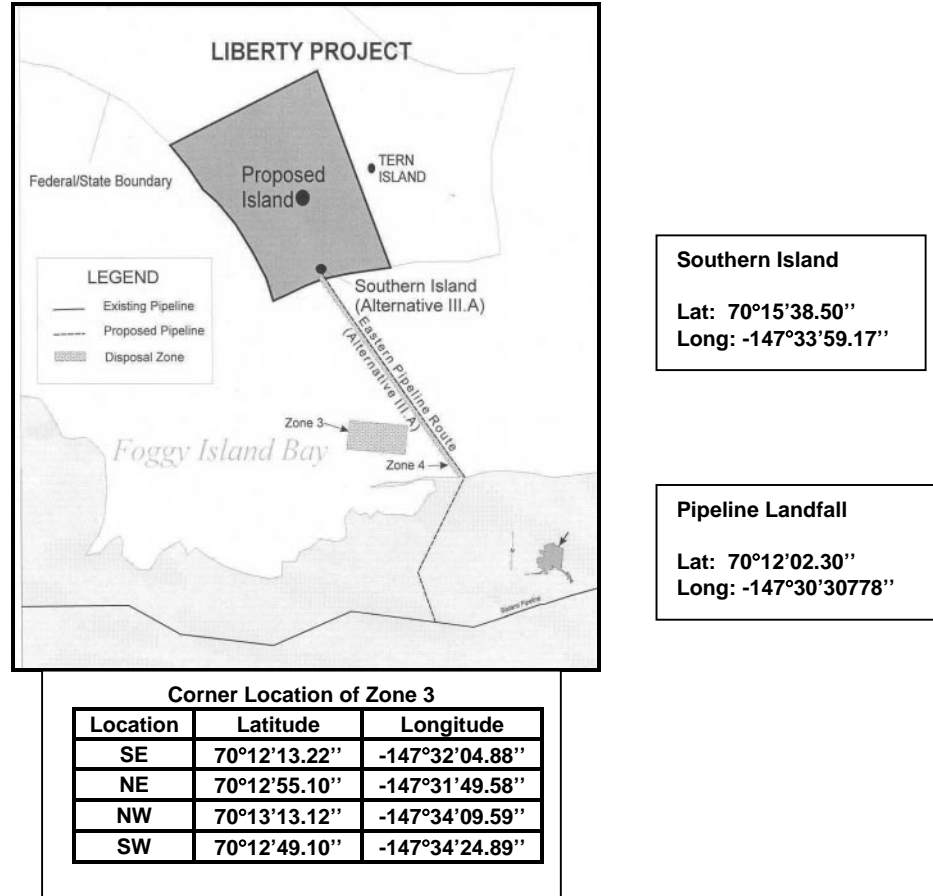 LIBERTY PROJECT
Federal/State Boundary
Proposed
Island
TERN
ISLAND
Southern Island
(Alternative III.A)
LEGEND
Existing Pipeline
Proposed Pipeline
Disposal Zone
Eastern Pipeline Route
(Alternative III.A)
Zone 3
Foggy Island Bay
Zone 4
Badami Pipeline
Southern Island
Lat: 70°15'38.50''
Long: -147°33'59.17''
Pipeline Landfall
Lat: 70°12'02.30''
Long: -147°30'30778''
Corner Location of Zone 3
Location Latitude Longitude
SE 70°12'13.22'' -147°32'04.88''
NE 70°12'55.10'' -147°31'49.58''
NW 70°13'13.12'' -147°34'09.59''
SW 70°12'49.10'' -147°34'24.89''